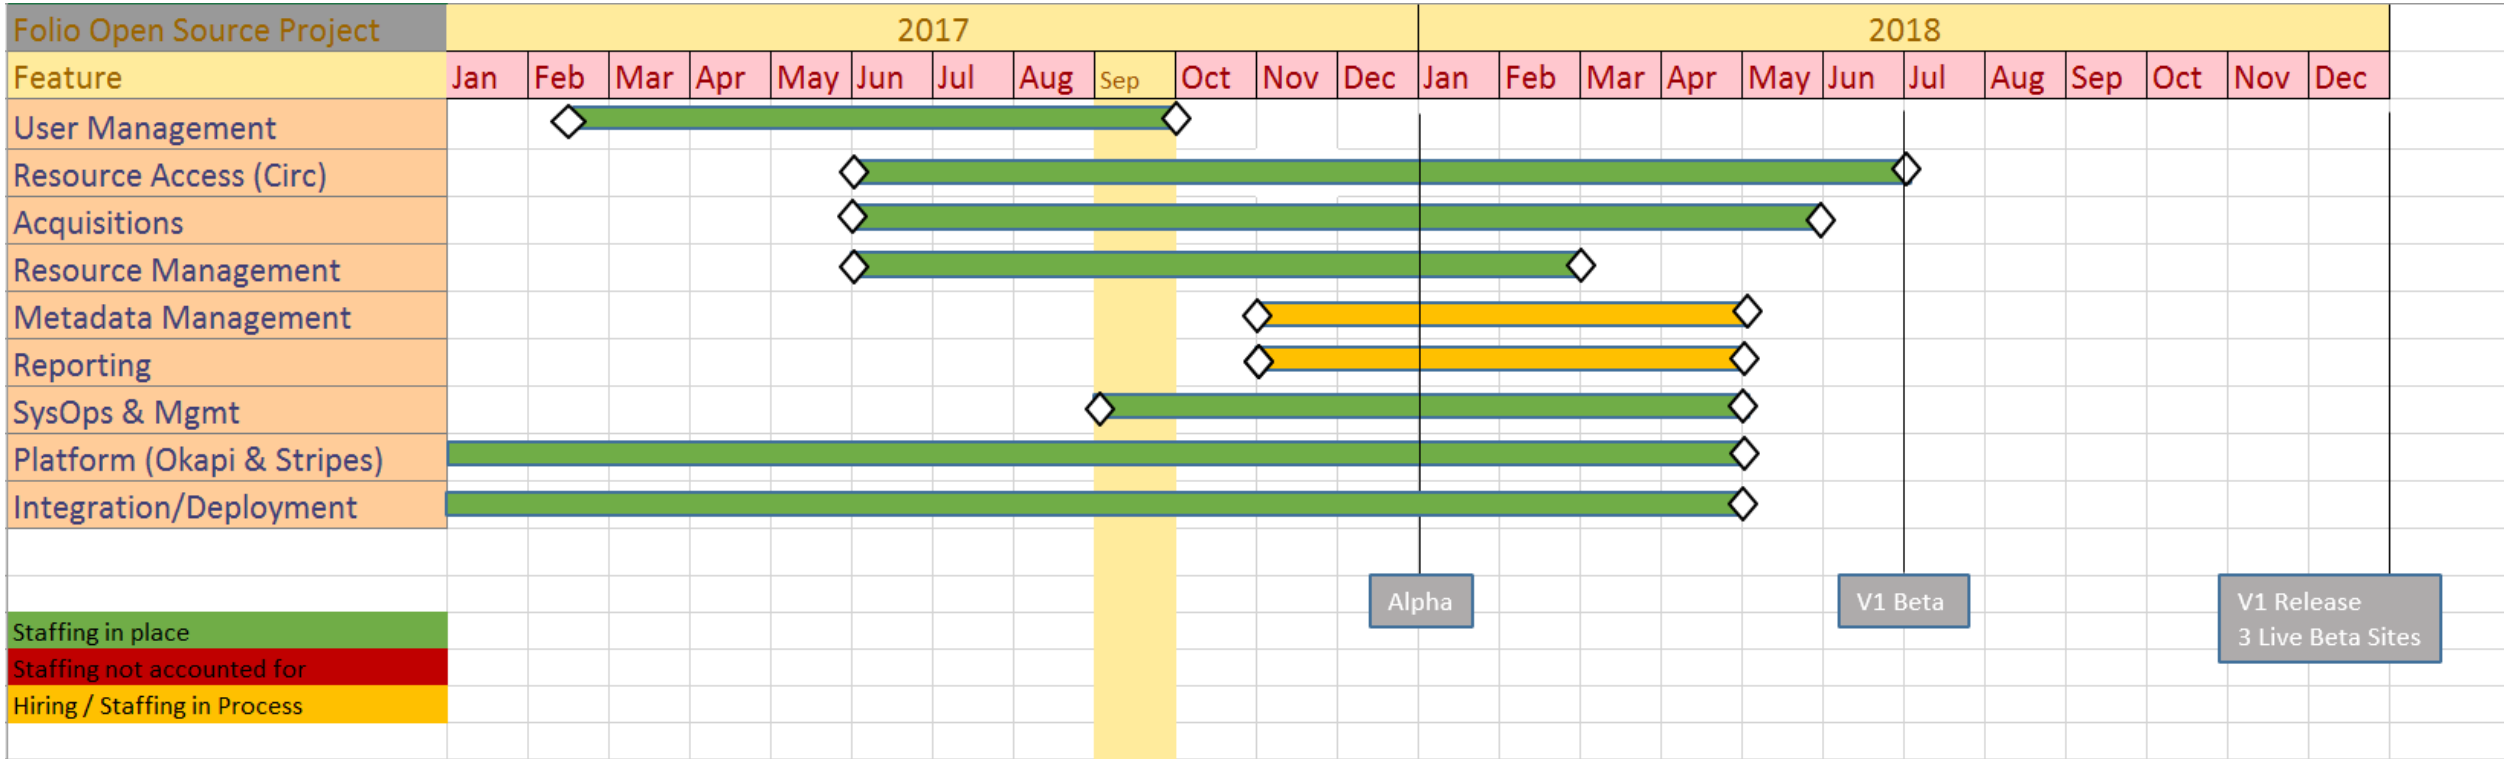 Folio Open Source Project 2017 2018
Feature Jan Feb Mar Apr May Jun Jul Aug Sep Oct Nov Dec Jan Feb Mar Apr May Jun Jul Aug Sep Oct Nov Dec
User Management
Resource Access (Circ)
Acquisitions
Resource Management
Metadata Management
Reporting
SysOps & Mgmt
Platform (Okapi & Stripes)
Integration/Deployment
Alpha
V1 Beta
V1 Release
3 Live Beta Sites
Staffing in place
Staffing not accounted for
Hiring / Staffing in Process